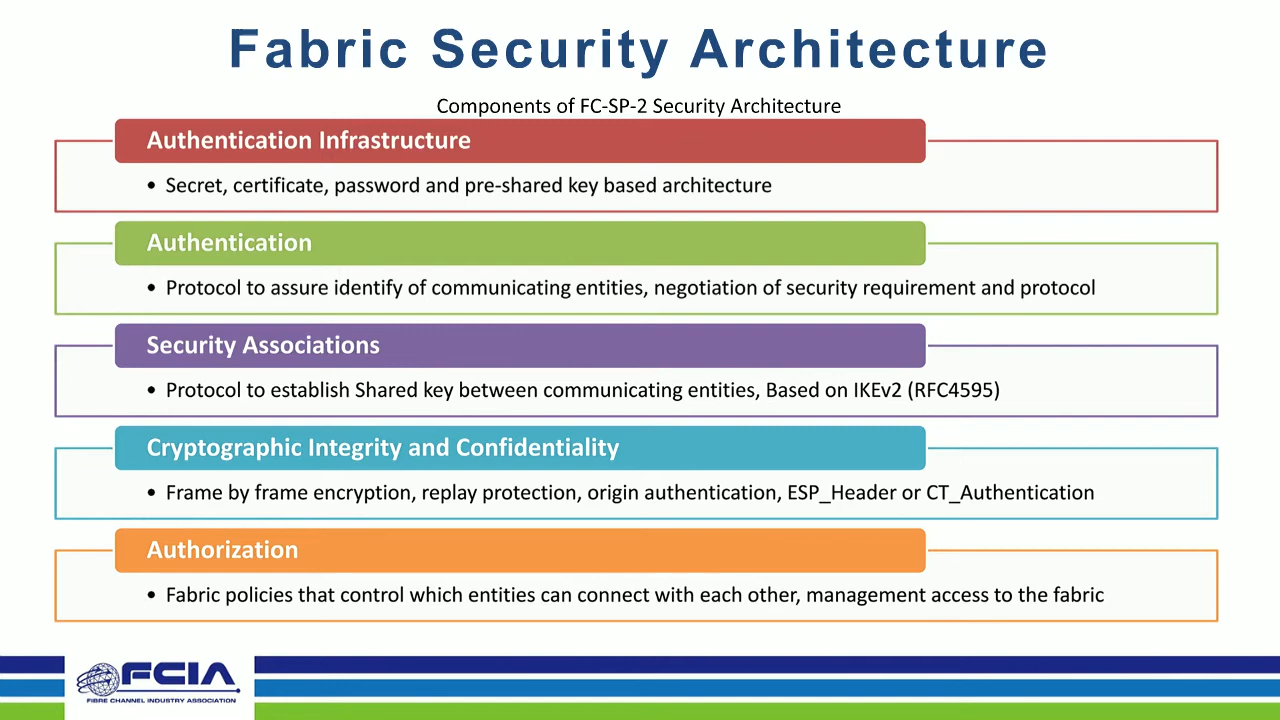 Fabric Security Architecture
Components of FC-SP-2 Security Architecture
Authentication Infrastructure
• Secret, certificate, password and pre-shared key based architecture
Authentication
• Protocol to assure identify of communicating entities, negotiation of security requirement and protocol
Security Associations
• Protocol to establish Shared key between communicating entities, Based on IKEv2 (RFC4595)
Cryptographic Integrity and Confidentiality
• Frame by frame encryption, replay protection, origin authentication, ESP_Header or CT_Authentication
Authorization
• Fabric policies that control which entities can connect with each other, management access to the fabric
FCIA
FIBRE CHANNEL INDUSTRY ASSOCIATION